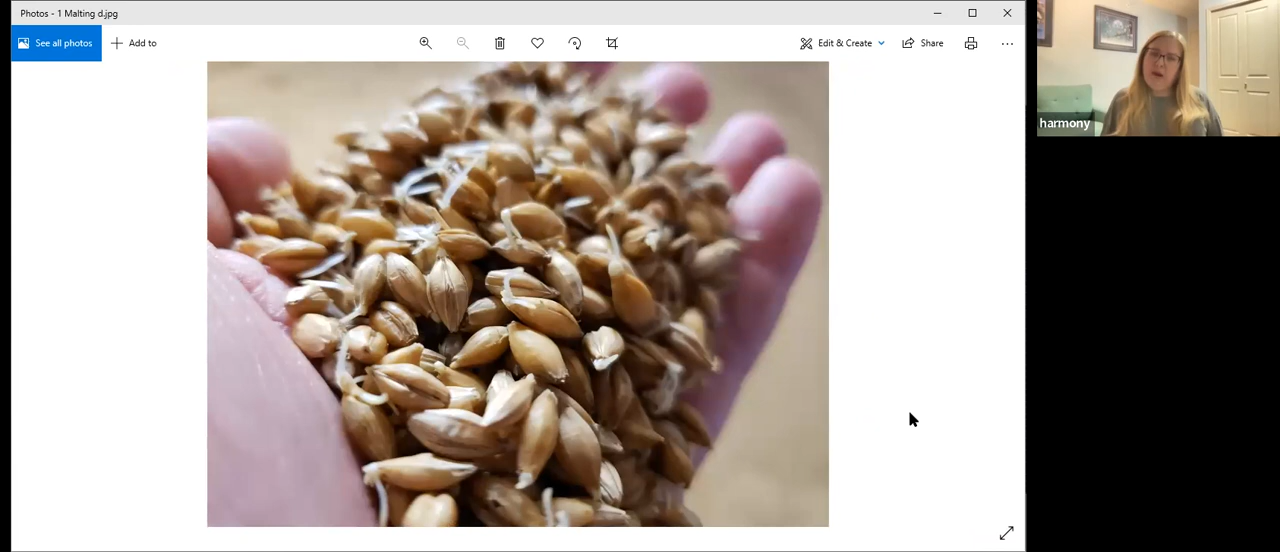 Photos - 1 Malting d.jpg
See all photos
Add to
Edit & Create
Share
harmony